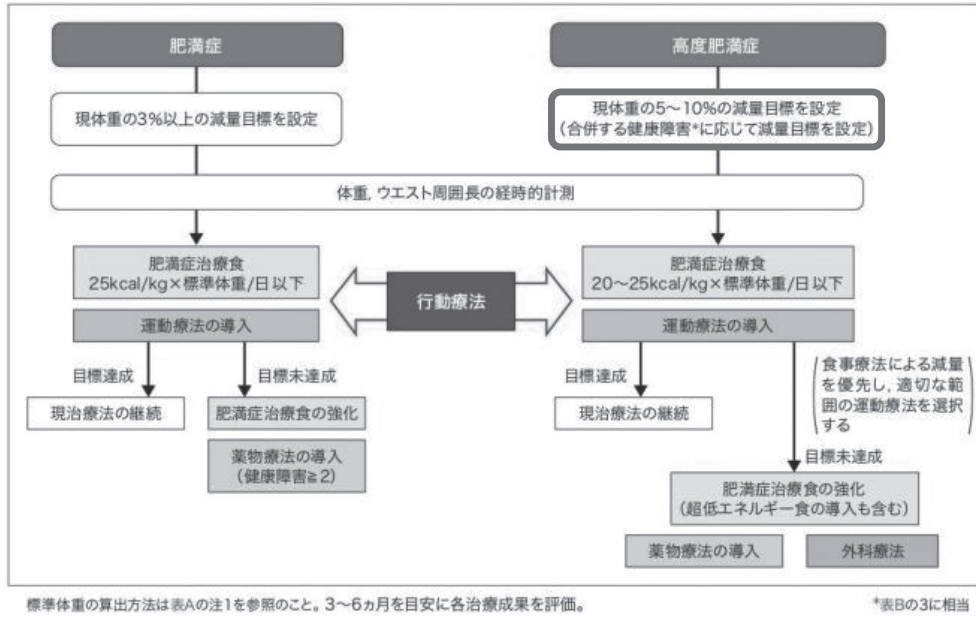 肥満症
高度肥満症
現体重の3%以上の減量目標を設定
現体重の5〜10%の減量目標を設定
（合併する健康障害*に応じて減量目標を設定）
体重, ウエスト周囲長の経時的計測
肥満症治療食
25kcal/kg×標準体重/日以下
運動療法の導入
行動療法
肥満症治療食
20〜25kcal/kg×標準体重/日以下
運動療法の導入
目標達成
目標未達成
現治療法の継続
肥満症治療食の強化
薬物療法の導入
（健康障害≧2）
目標達成
現治療法の継続
（食事療法による減量
を優先し, 適切な範
囲の運動療法を選択
する）
目標未達成
肥満症治療食の強化
（超低エネルギー食の導入も含む）
薬物療法の導入
外科療法
標準体重の算出方法は表Aの注1を参照のこと。3〜6ヵ月を目安に各治療成果を評価。
*表Bの3に相当